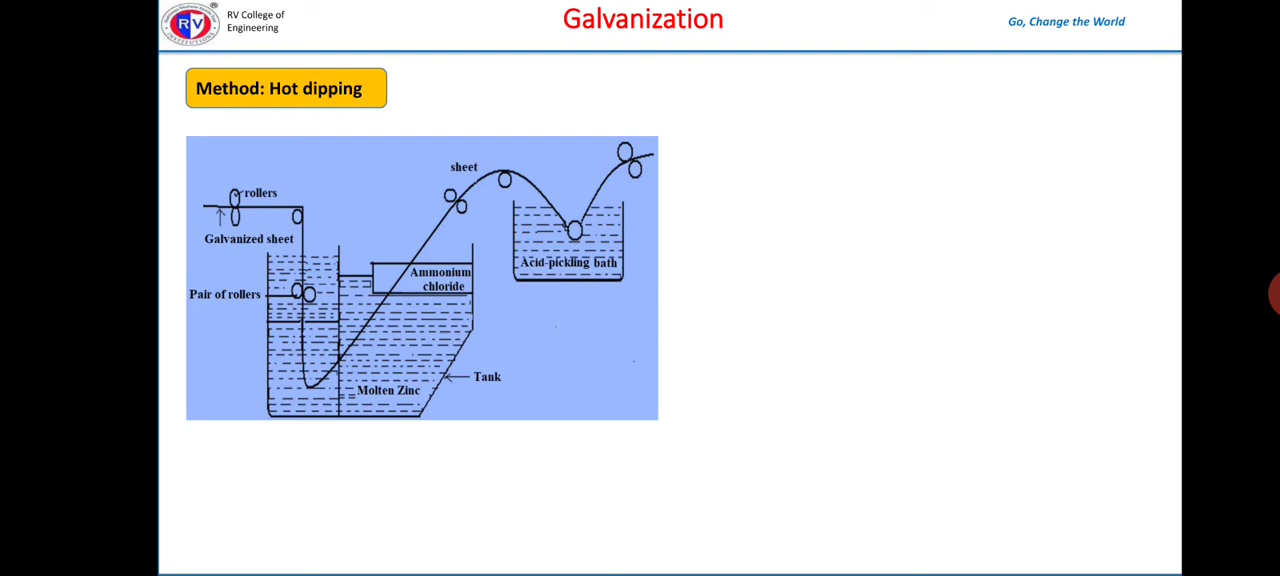 RV College of
Engineering
Galvanization
Go, Change the World
Method: Hot dipping
sheet
rollers
Galvanized sheet
Acid-pickling bath
Ammonium
chloride
Pair of rollers
Tank
Molten Zinc